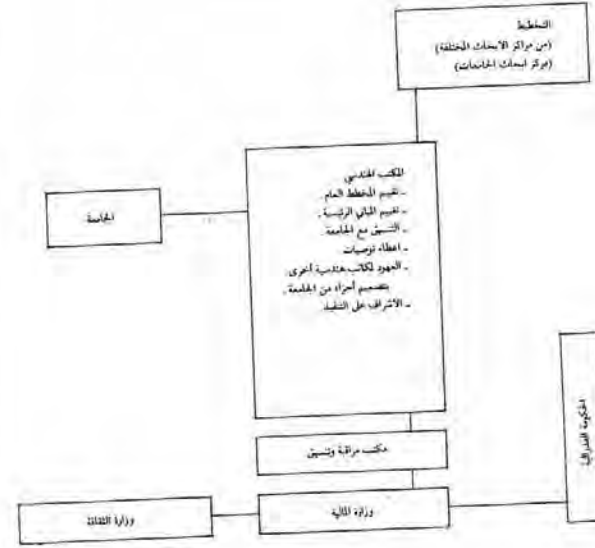 التخطيط
(من مراكز الابحاث المختلفة)
(مركز ابحاث الجامعات)
المكتب الهندسي
ـ تقييم المخطط العام .
ـ تقييم المباني الرئيسية .
ـ التنسيق مع الجامعة .
ـ اعطاء توصيات
ـ العهود لمكاتب هندسية أخرى
بتصميم أجزاء من الجامعة .
ـ الاشراف على التنفيذ
الجامعة
مكتب مراقبة وتنسيق
وزارة المالية
وزارة الثقافة
الحكومة الفدرالية